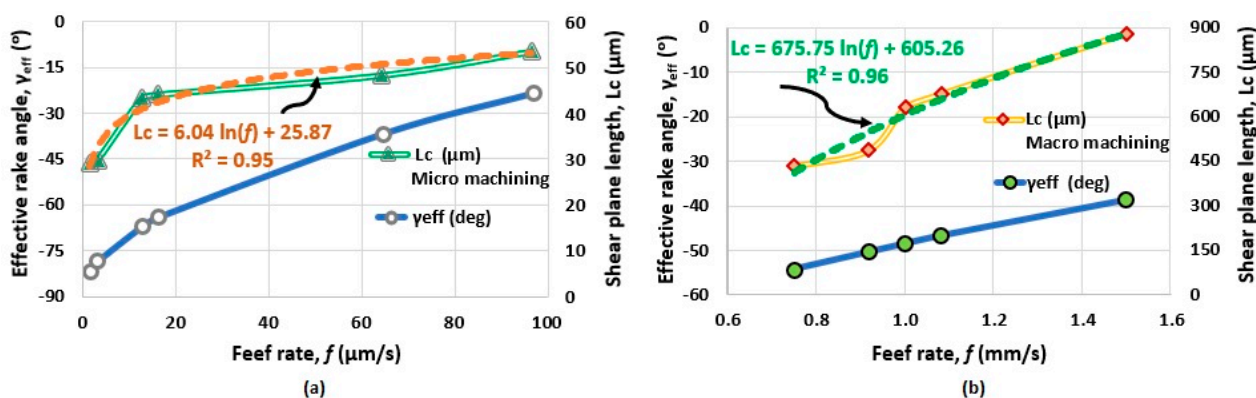 Effective rake angle, γeff (°)
0
-15
-30
-45
-60
-75
-90
60
50
40
30
20
10
0
Shear plane length, Lc (μm)
Lc = 6.04 ln(f) + 25.87
R² = 0.95
Lc (μm)
Micro machining
γeff (deg)
0 20 40 60 80 100
Feef rate, f (μm/s)
(a)
Effective rake angle, γeff (°)
0
-10
-20
-30
-40
-50
-60
900
750
600
450
300
150
0
Shear plane length, Lc (μm)
Lc = 675.75 ln(f) + 605.26
R² = 0.96
Lc (μm)
Macro machining
γeff (deg)
0.6 0.8 1.0 1.2 1.4 1.6
Feef rate, f (mm/s)
(b)